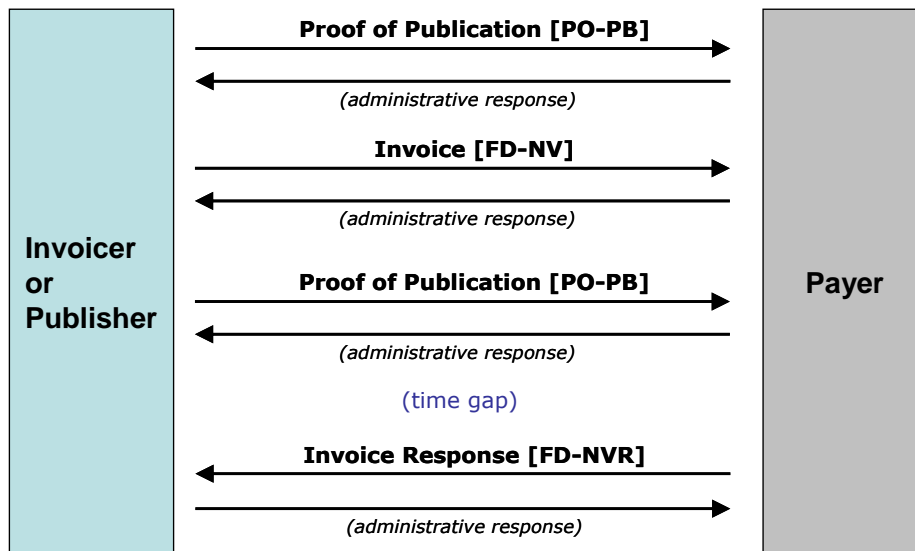 Proof of Publication [PO-PB]
(administrative response)
Invoice [FD-NV]
(administrative response)
Invoicer
or
Publisher
Proof of Publication [PO-PB]
Payer
(administrative response)
(time gap)
Invoice Response [FD-NVR]
(administrative response)